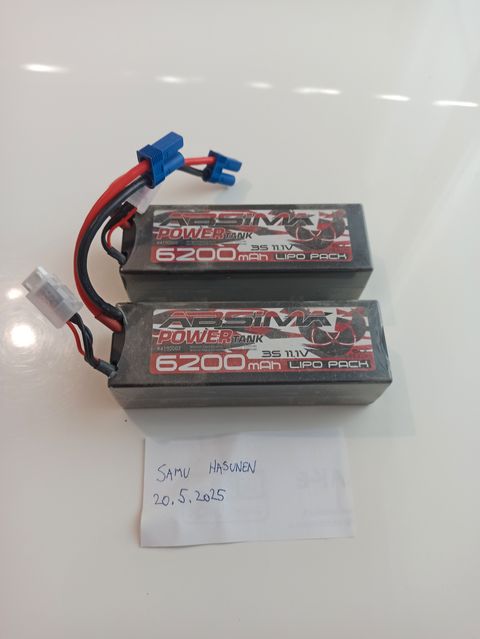 ABSIMA
POWER TANK
3S 11.1V
6200mAh LIPO PACK
ABSIMA
POWER TANK
3S 11.1V
6200mAh LIPO PACK
SAMU HASUNEN
20.5.2025